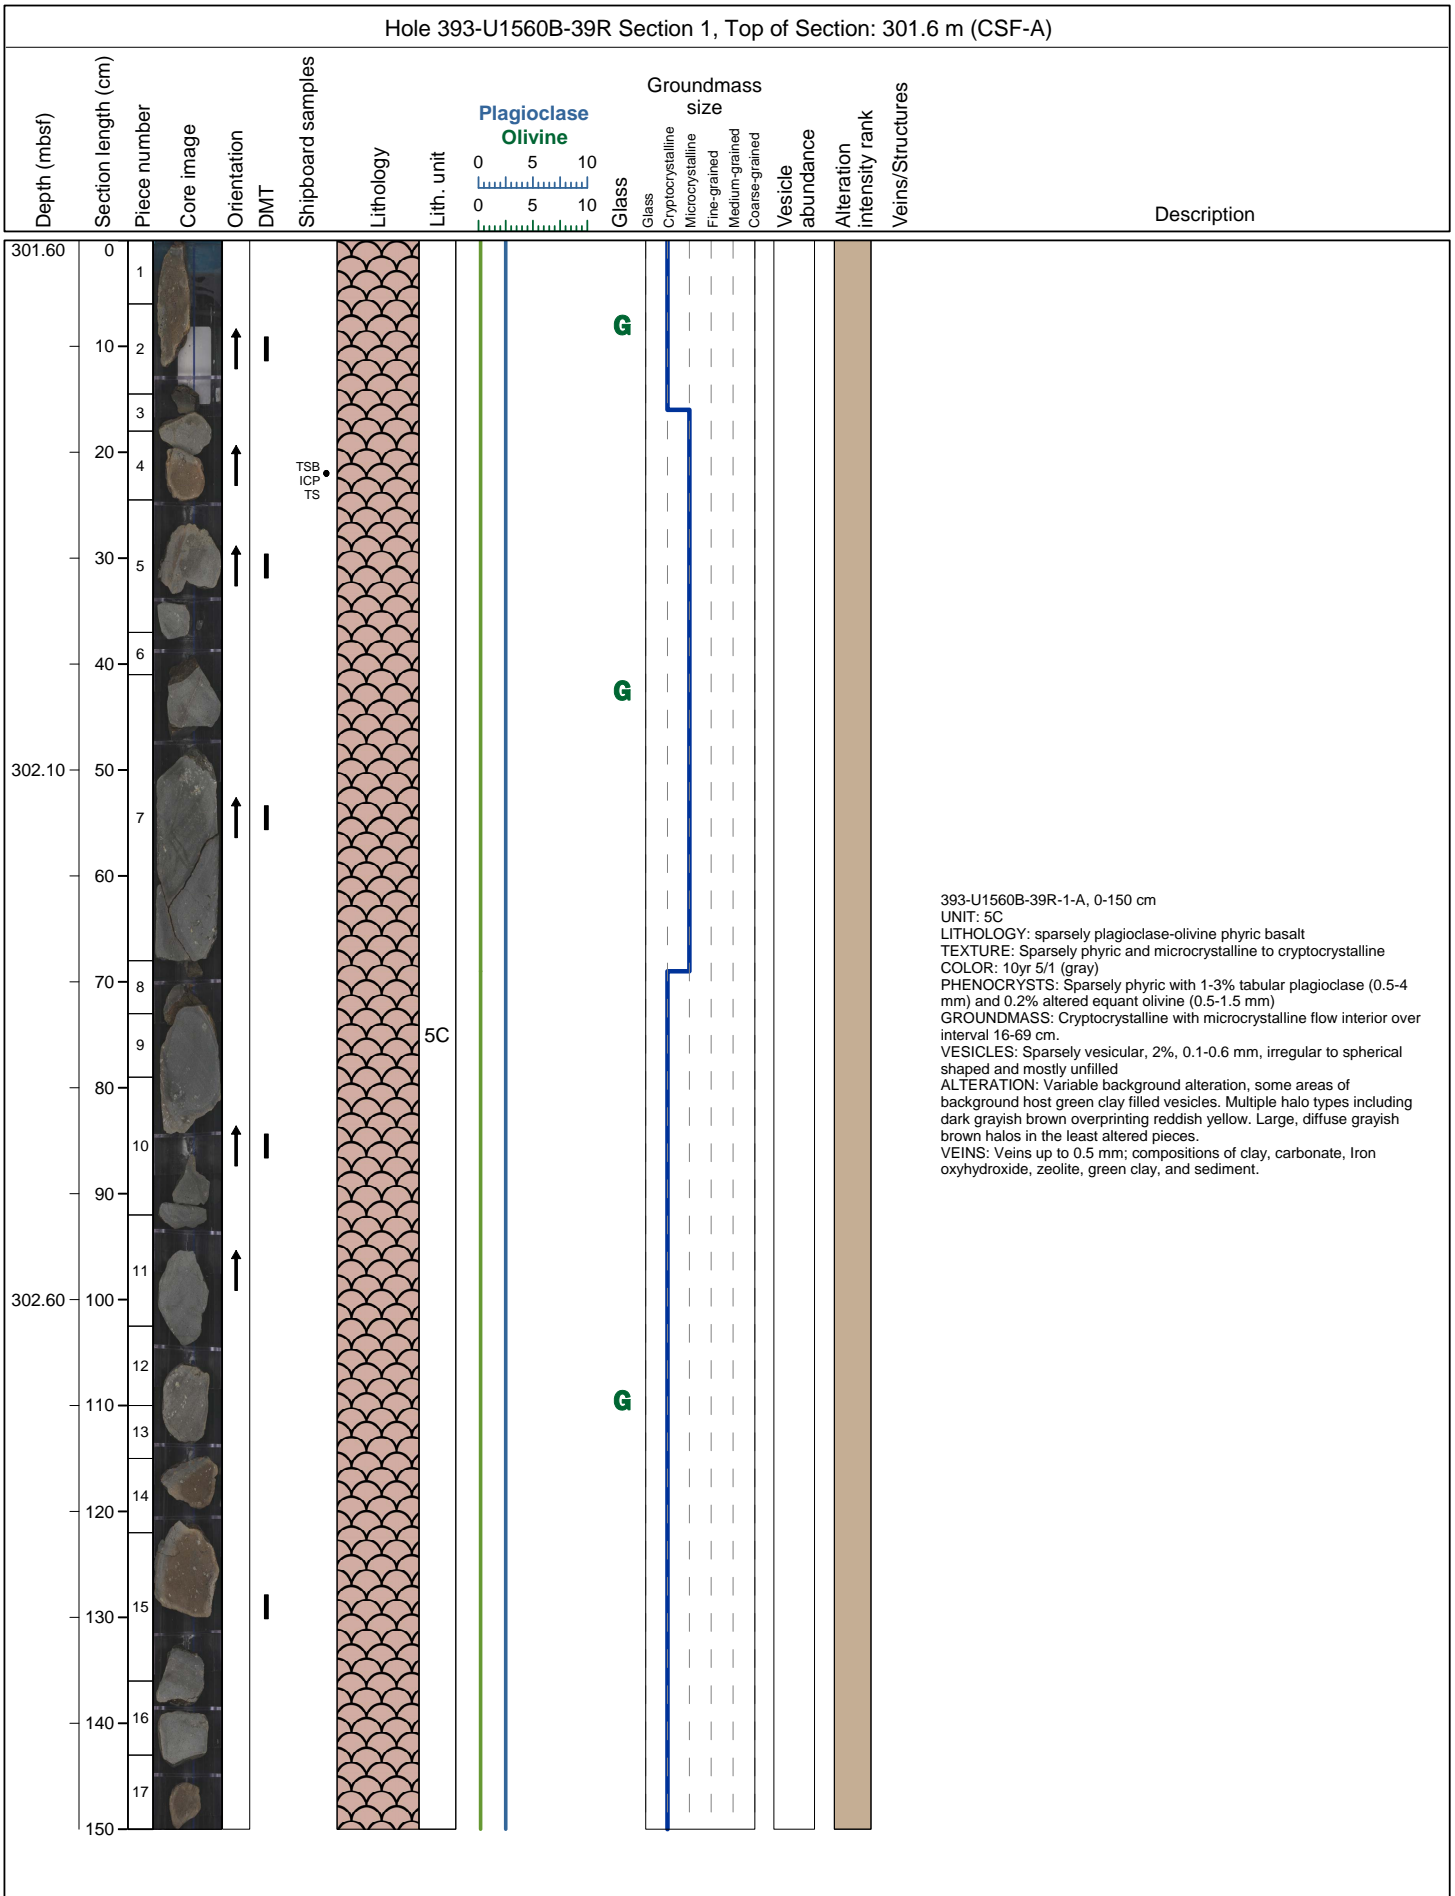 Hole 393-U1560B-39R Section 1, Top of Section: 301.6 m (CSF-A)
Depth (mbsf)
Section length (cm)
Piece number
Core image
Orientation
DMT
Shipboard samples
Lithology
Lith. unit
Plagioclase
Olivine
0 5 10
0 5 10
Glass
Groundmass
size
Glass
Cryptocrystalline
Microcrystalline
Fine-grained
Medium-grained
Coarse-grained
Vesicle
abundance
Alteration
intensity rank
Veins/Structures
Description
301.60
302.10
302.60
0
10
20
30
40
50
60
70
80
90
100
110
120
130
140
150
1
2
3
4
5
6
7
8
9
10
11
12
13
14
15
16
17
TSB
ICP
TS
5C
G
G
G
393-U1560B-39R-1-A, 0-150 cm
UNIT: 5C
LITHOLOGY: sparsely plagioclase-olivine phyric basalt
TEXTURE: Sparsely phyric and microcrystalline to cryptocrystalline
COLOR: 10yr 5/1 (gray)
PHENOCRYSTS: Sparsely phyric with 1-3% tabular plagioclase (0.5-4
mm) and 0.2% altered equant olivine (0.5-1.5 mm)
GROUNDMASS: Cryptocrystalline with microcrystalline flow interior over
interval 16-69 cm.
VESICLES: Sparsely vesicular, 2%, 0.1-0.6 mm, irregular to spherical
shaped and mostly unfilled
ALTERATION: Variable background alteration, some areas of
background host green clay filled vesicles. Multiple halo types including
dark grayish brown overprinting reddish yellow. Large, diffuse grayish
brown halos in the least altered pieces.
VEINS: Veins up to 0.5 mm; compositions of clay, carbonate, Iron
oxyhydroxide, zeolite, green clay, and sediment.